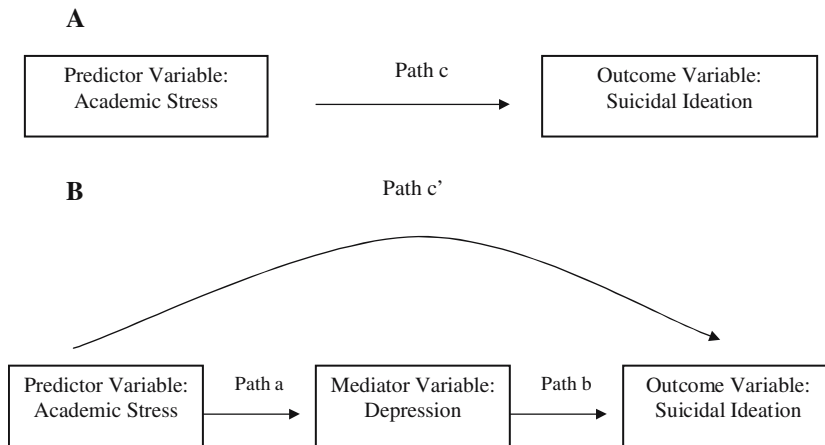 A
Predictor Variable:
Academic Stress
Path c
Outcome Variable:
Suicidal Ideation
B
Path c’
Predictor Variable:
Academic Stress
Path a
Mediator Variable:
Depression
Path b
Outcome Variable:
Suicidal Ideation